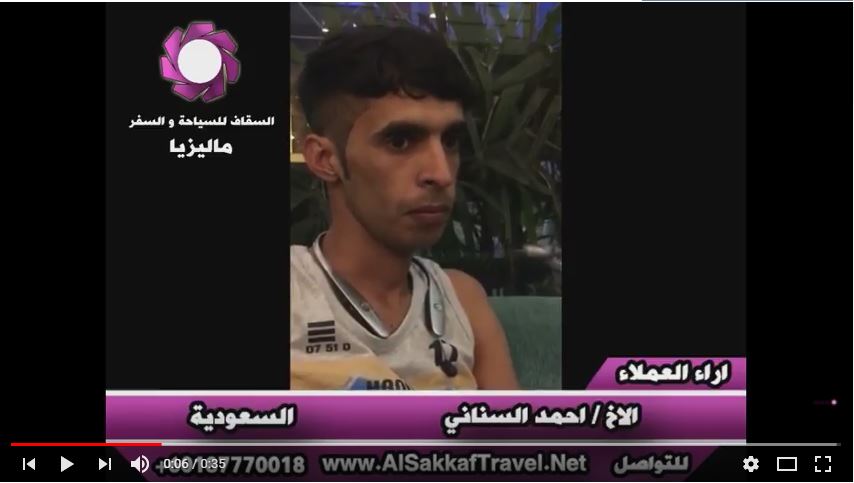 السقاف للسياحة و السفر
ماليزيا
07 51 D
اراء العملاء
الاخ / احمد السناني
السعودية
للتواصل
www.AlSakkafTravel.Net
0:06 / 0:35